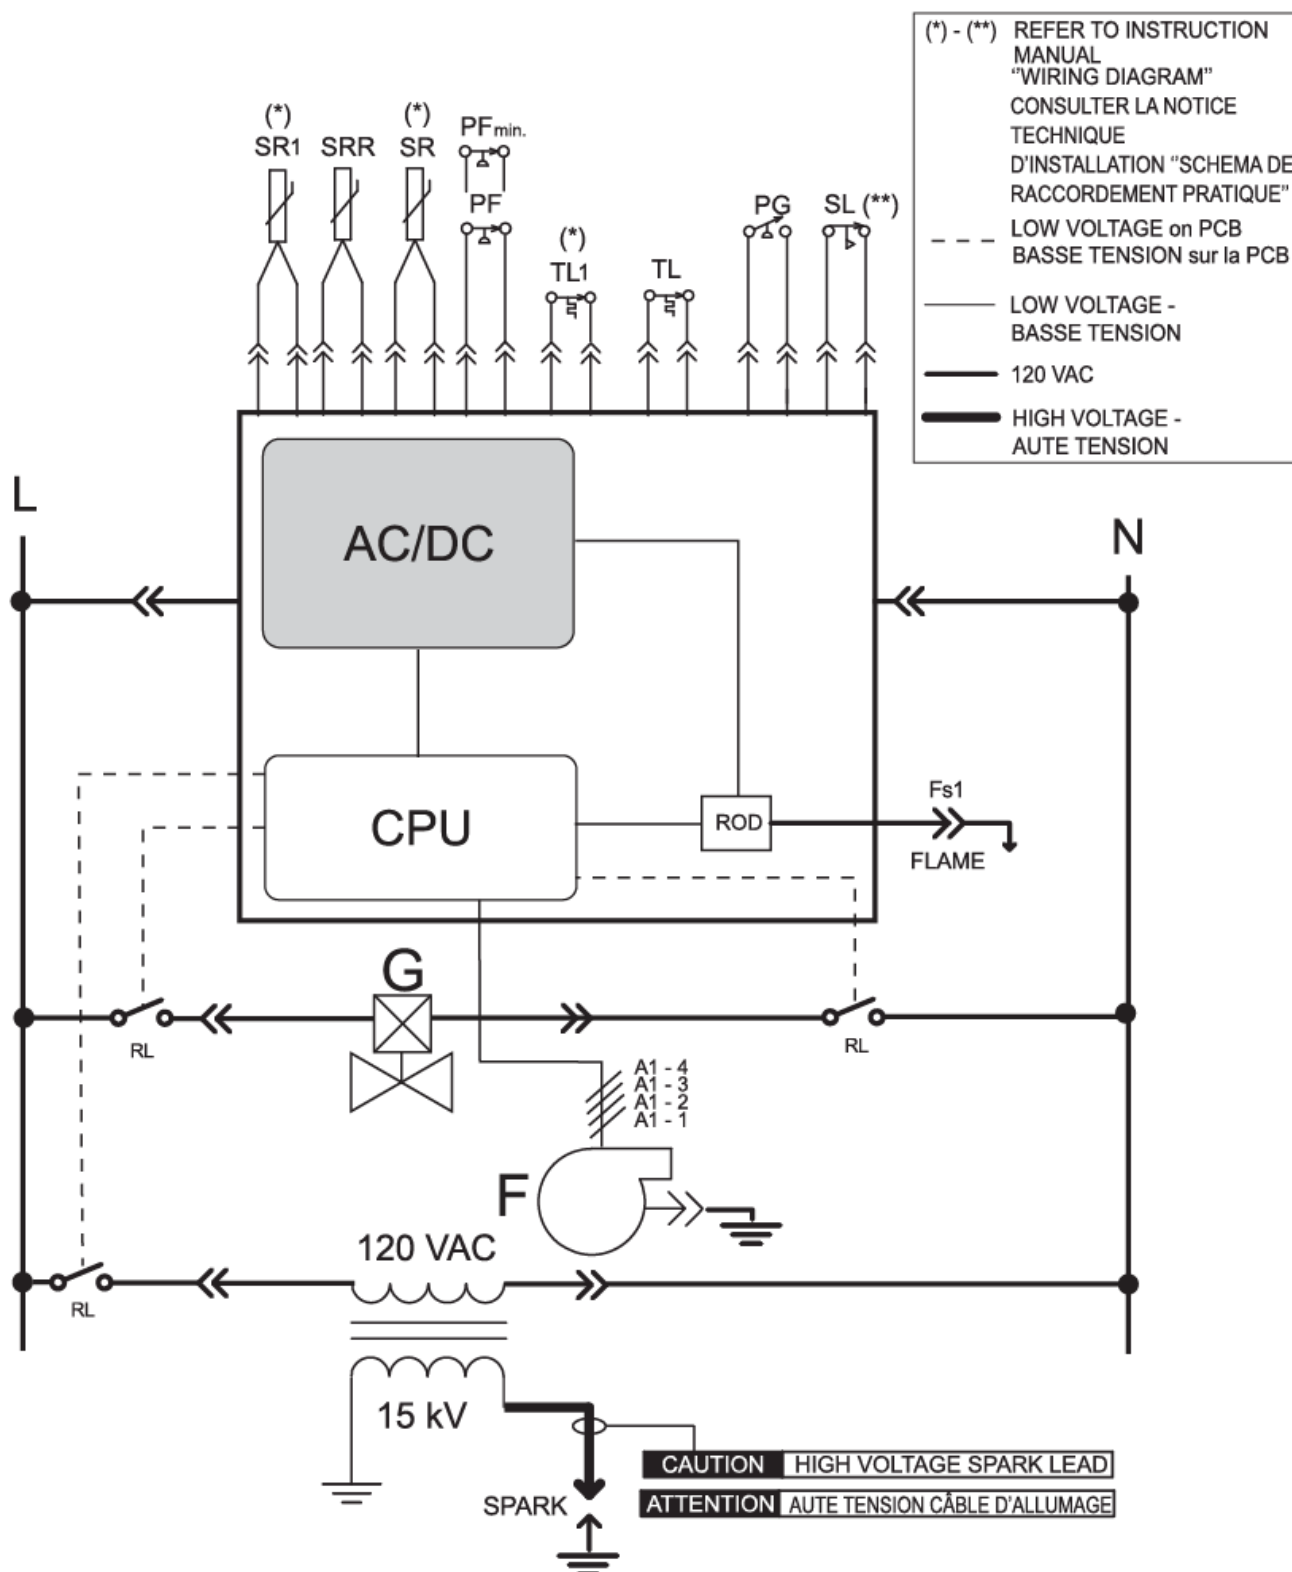 (*) - (**) REFER TO INSTRUCTION
MANUAL
"WIRING DIAGRAM"
CONSULTER LA NOTICE
TECHNIQUE
D'INSTALLATION "SCHEMA DE
RACCORDEMENT PRATIQUE"
LOW VOLTAGE on PCB
BASSE TENSION sur la PCB
LOW VOLTAGE -
BASSE TENSION
120 VAC
HIGH VOLTAGE -
AUTE TENSION
(*)
SR1
SRR
(*)
SR
PFmin.
PF
(*)
TL1
TL
PG
SL (**)
L
N
AC/DC
CPU
ROD
Fs1
FLAME
G
RL
RL
A1 - 4
A1 - 3
A1 - 2
A1 - 1
F
120 VAC
RL
15 kV
SPARK
CAUTION HIGH VOLTAGE SPARK LEAD
ATTENTION AUTE TENSION CÂBLE D'ALLUMAGE